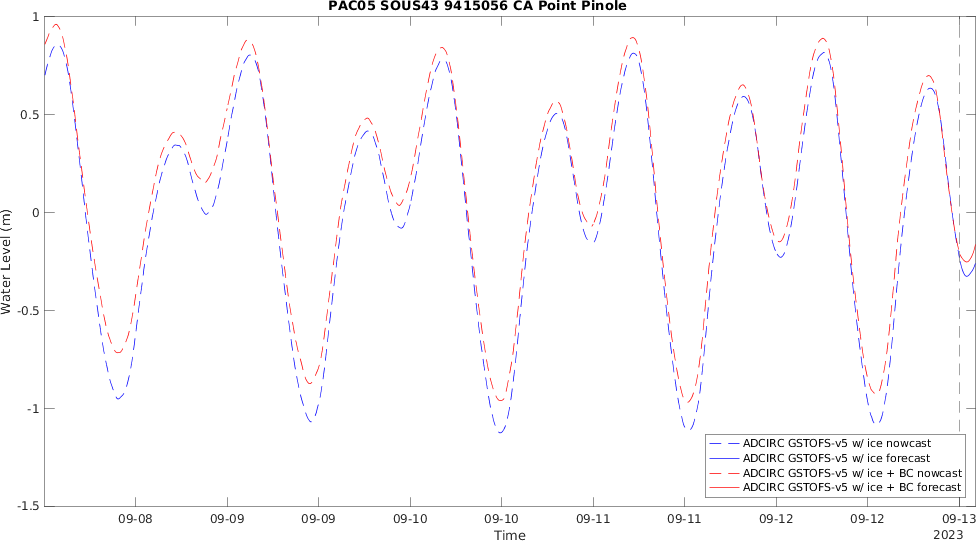 PAC05 SOUS43 9415056 CA Point Pinole
1
0.5
0
-0.5
-1
-1.5
Water Level (m)
09-08
09-09
09-09
09-10
09-10
09-11
09-11
09-12
09-12
09-13
2023
Time
ADCIRC GSTOFS-v5 w/ ice nowcast
ADCIRC GSTOFS-v5 w/ ice forecast
ADCIRC GSTOFS-v5 w/ ice + BC nowcast
ADCIRC GSTOFS-v5 w/ ice + BC forecast